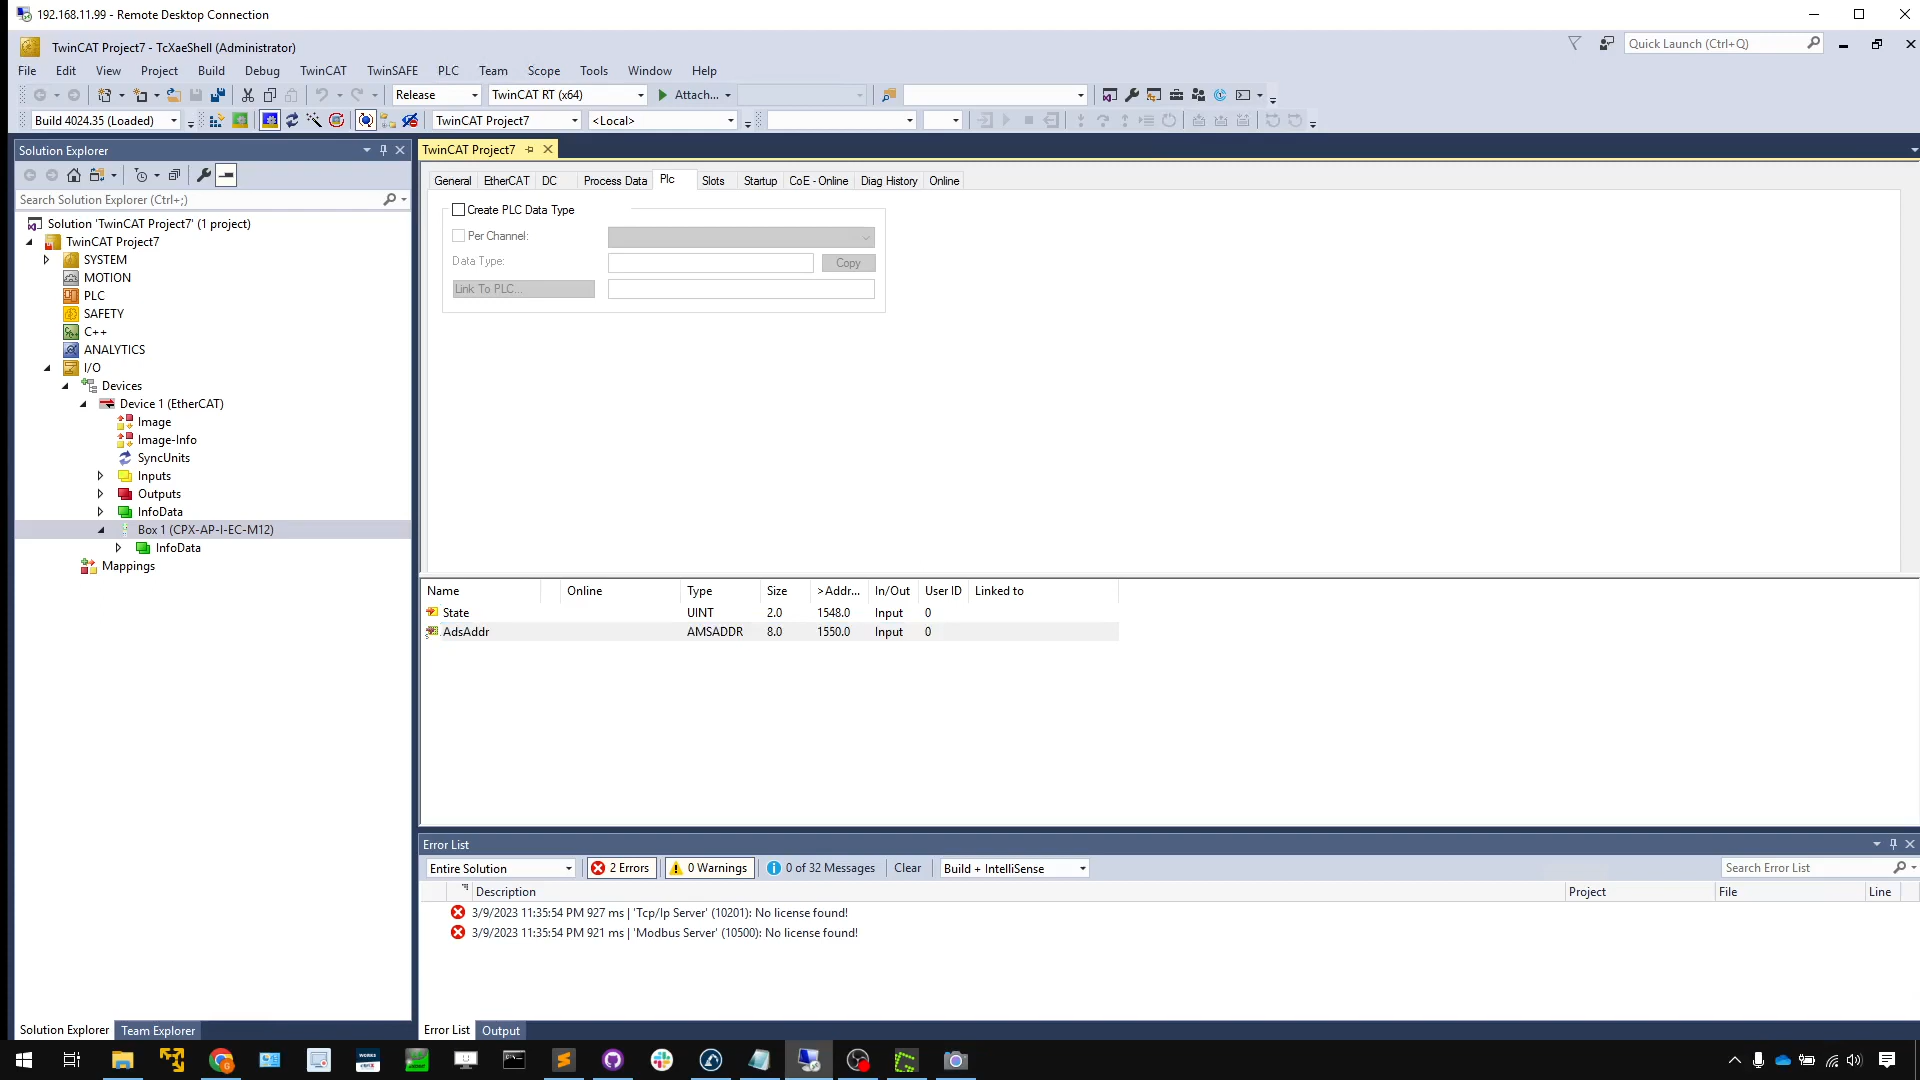 192.168.11.99 - Remote Desktop Connection
TwinCAT Project7 - TcXaeShell (Administrator)
Quick Launch (Ctrl+Q)
File Edit View Project Build Debug TwinCAT TwinSAFE PLC Team Scope Tools Window Help
Release TwinCAT RT (x64) Attach...
Build 4024.35 (Loaded) TwinCAT Project7 <Local>
Solution Explorer
Search Solution Explorer (Ctrl+;)
Solution 'TwinCAT Project7' (1 project)
TwinCAT Project7
SYSTEM
MOTION
PLC
SAFETY
C++
ANALYTICS
I/O
Devices
Device 1 (EtherCAT)
Image
Image-Info
SyncUnits
Inputs
Outputs
InfoData
Box 1 (CPX-AP-I-EC-M12)
InfoData
Mappings
Solution Explorer Team Explorer
TwinCAT Project7
General EtherCAT DC Process Data Plc Slots Startup CoE - Online Diag History Online
Create PLC Data Type
Per Channel:
Data Type: Copy
Link To PLC...
Name Online Type Size >Addr... In/Out User ID Linked to
State UINT 2.0 1548.0 Input 0
AdsAddr AMSADDR 8.0 1550.0 Input 0
Error List
Entire Solution 2 Errors 0 Warnings 0 of 32 Messages Clear Build + IntelliSense Search Error List
Description Project File Line
3/9/2023 11:35:54 PM 927 ms | 'Tcp/Ip Server' (10201): No license found!
3/9/2023 11:35:54 PM 921 ms | 'Modbus Server' (10500): No license found!
Error List Output